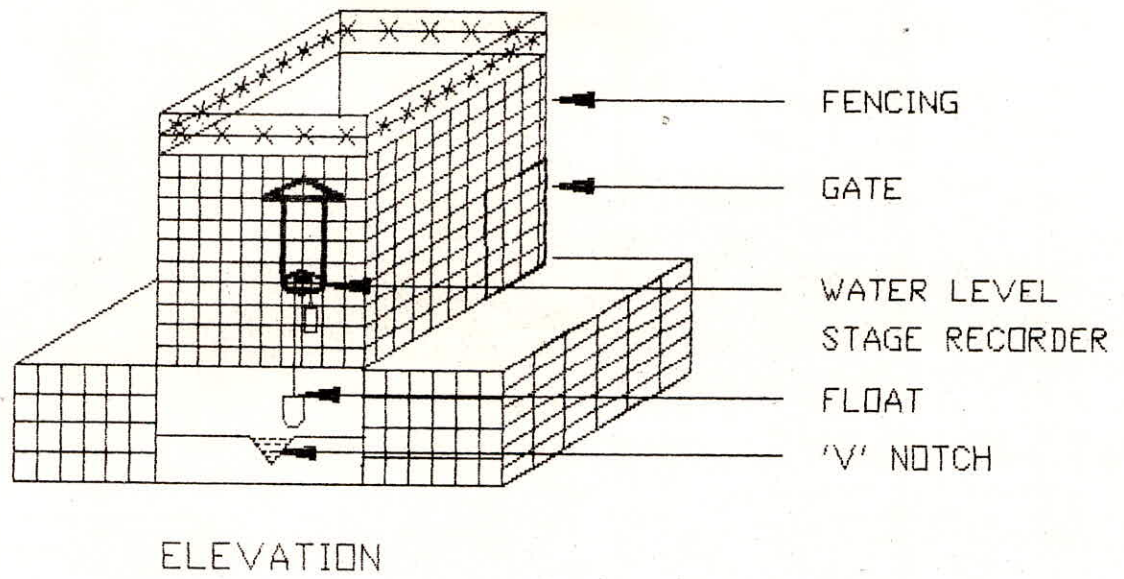 FENCING
GATE
WATER LEVEL
STAGE RECORDER
FLOAT
'V' NOTCH
ELEVATION